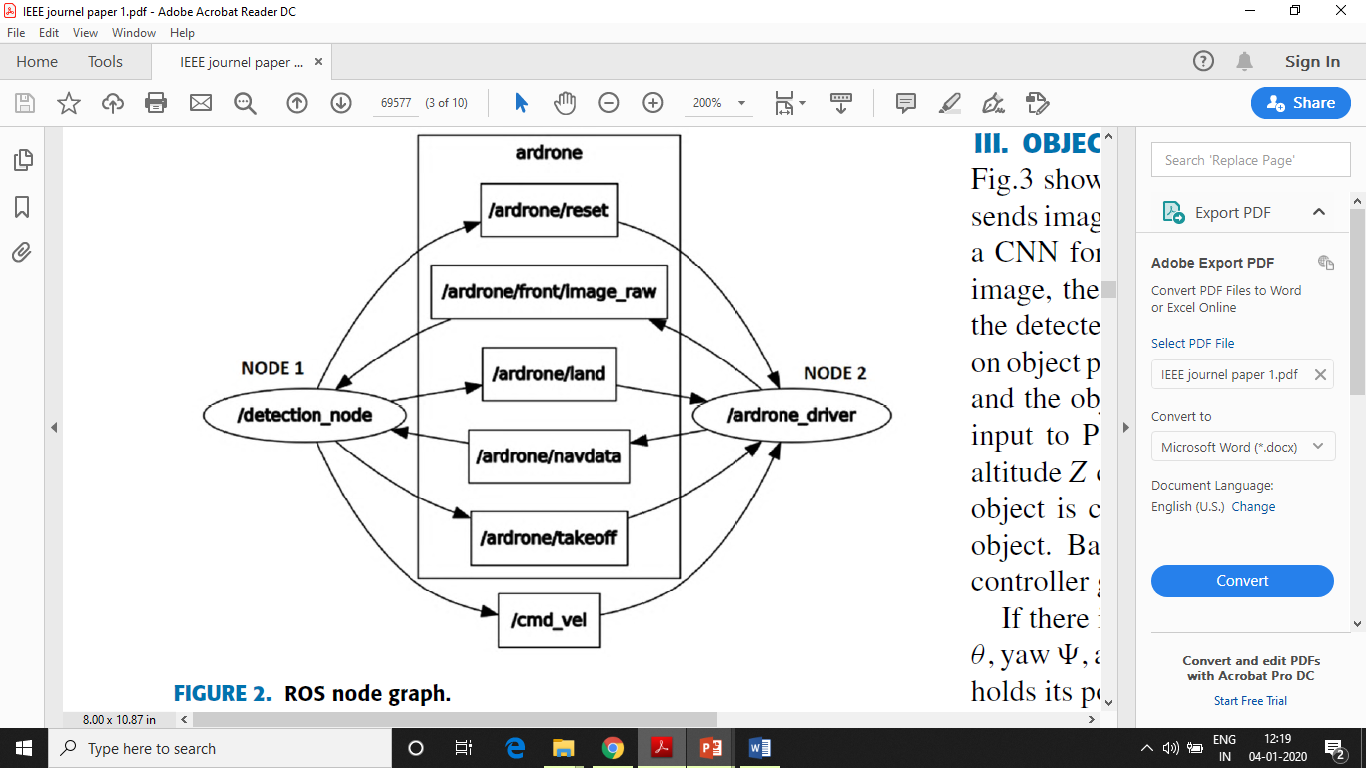 IEEE journel paper 1.pdf - Adobe Acrobat Reader DC
File Edit View Window Help
Home Tools IEEE journel paper ... × Sign In
69577 (3 of 10) 200% Share
ardrone
/ardrone/reset
/ardrone/front/image_raw
/ardrone/land
NODE 1
NODE 2
/detection_node
/ardrone_driver
/ardrone/navdata
/ardrone/takeoff
/cmd_vel
FIGURE 2. ROS node graph.
III. OBJEC
Fig.3 show
sends imag
a CNN for
image, the
the detecte
on object p
and the ob
input to P
altitude Z
object is c
object. Ba
controller
If there
θ, yaw Ψ, a
holds its p
8.00 x 10.87 in
Search 'Replace Page'
Export PDF
Adobe Export PDF
Convert PDF Files to Word
or Excel Online
Select PDF File
IEEE journel paper 1.pdf
Convert to
Microsoft Word (*.docx)
Document Language:
English (U.S.) Change
Convert
Convert and edit PDFs
with Acrobat Pro DC
Start Free Trial
Type here to search
ENG
IN
12:19
04-01-2020
2